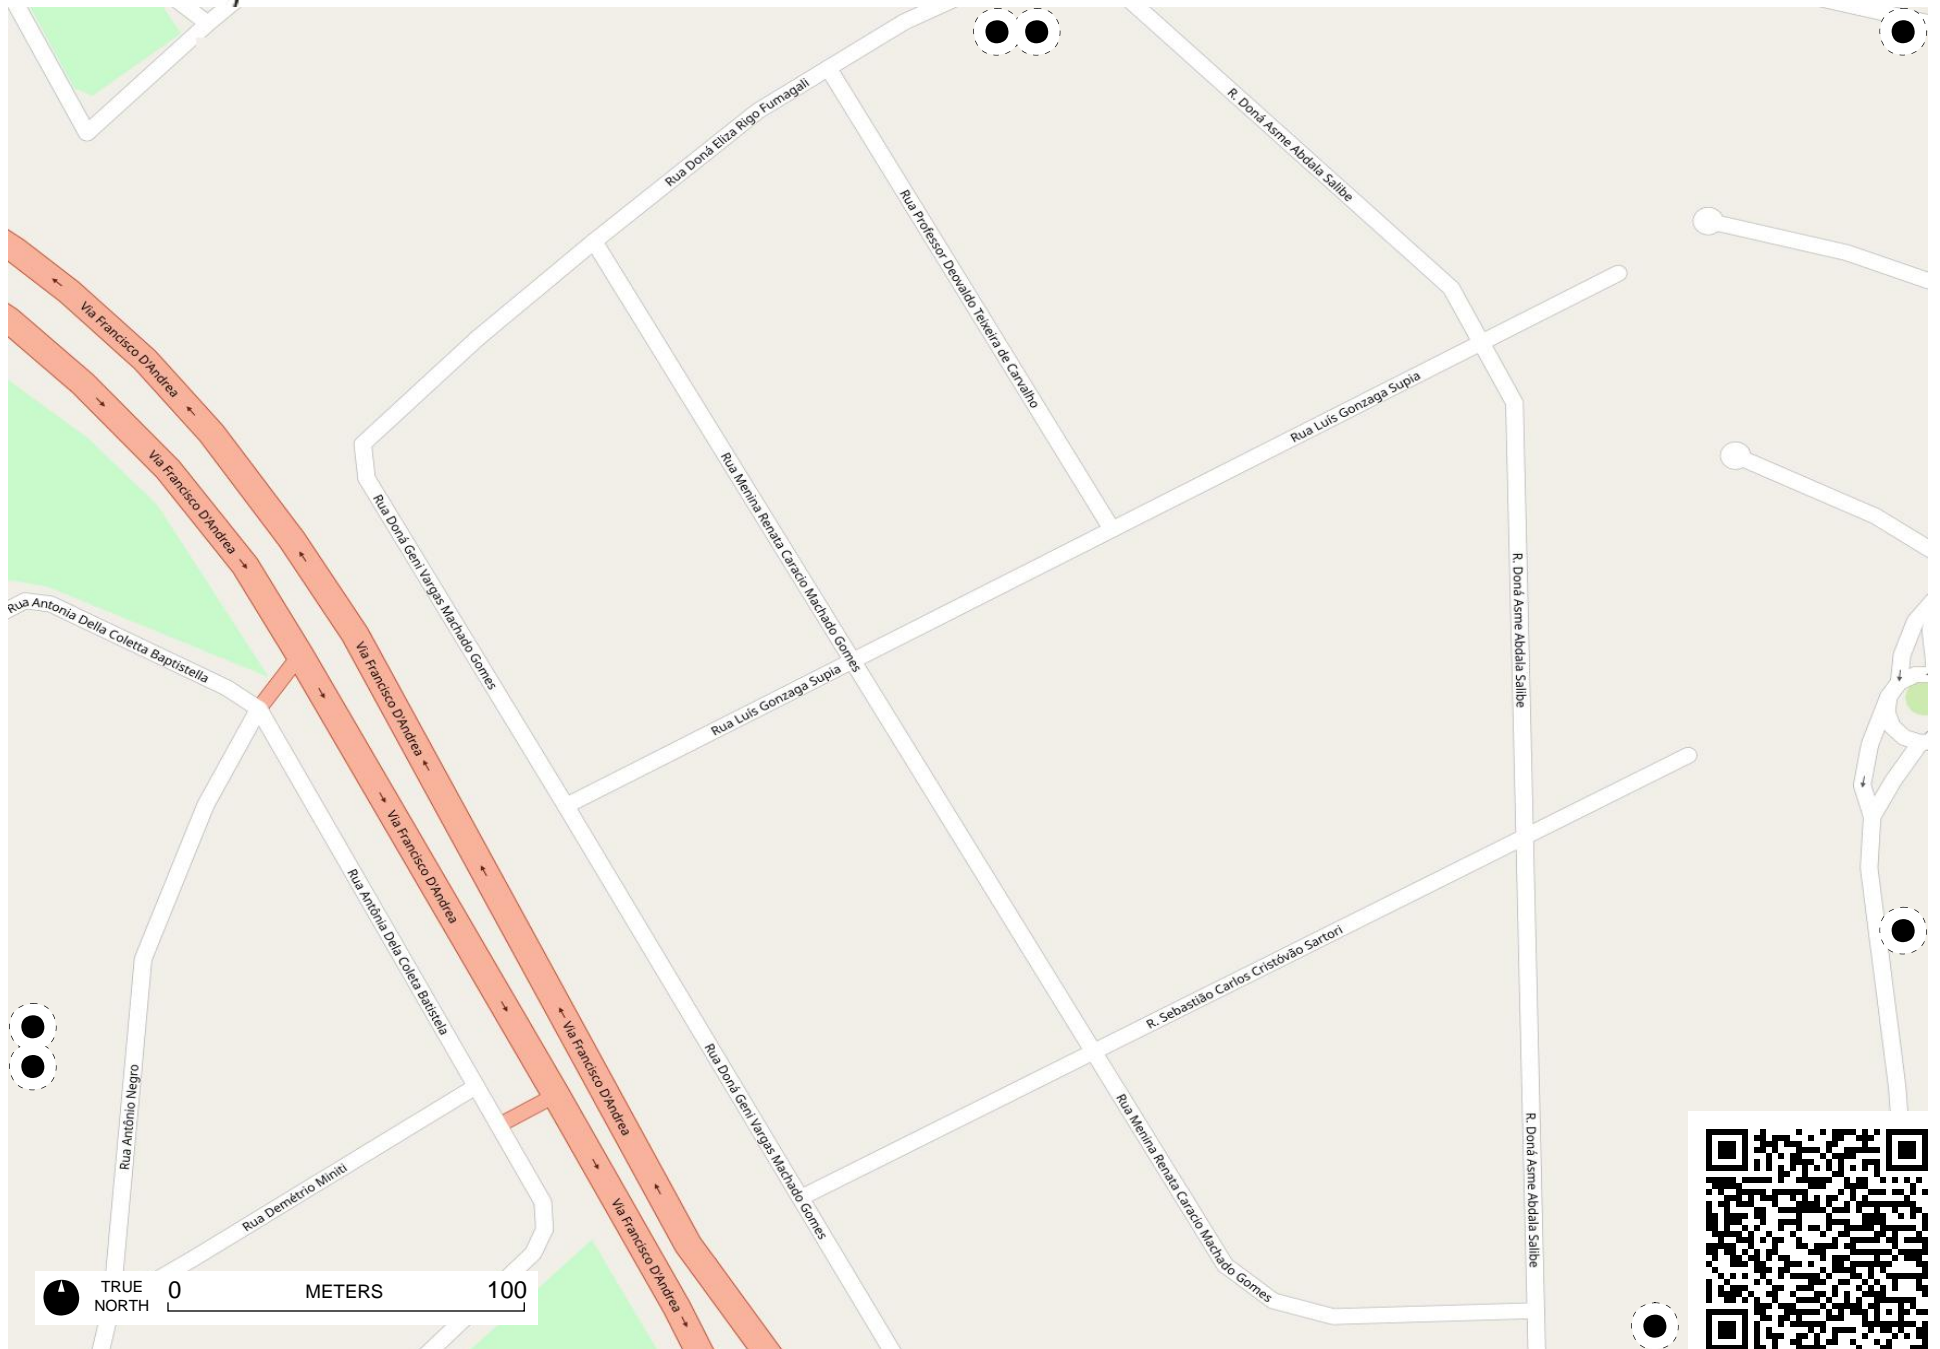 Rua Doná Eliza Rigo Fumagali
R. Doná Asme Abdala Salibe
Rua Professor Deovaldo Teixeira de Carvalho
Via Francisco D'Andrea
Rua Luís Gonzaga Supia
Via Francisco D'Andrea
Rua Menina Renata Caracio Machado Gomes
Rua Doná Geni Vargas Machado Gomes
R. Doná Asme Abdala Salibe
Rua Antonia Della Coletta Baptistella
Via Francisco D'Andrea
Rua Luís Gonzaga Supia
Via Francisco D'Andrea
Rua Antônia Dela Coleta Batistela
R. Sebastião Carlos Cristóvão Sartori
Via Francisco D'Andrea
Rua Doná Geni Vargas Machado Gomes
Rua Antônio Negro
Rua Menina Renata Caracio Machado Gomes
R. Doná Asme Abdala Salibe
Rua Demétrio Miniti
Via Francisco D'Andrea
TRUE NORTH
0 METERS 100